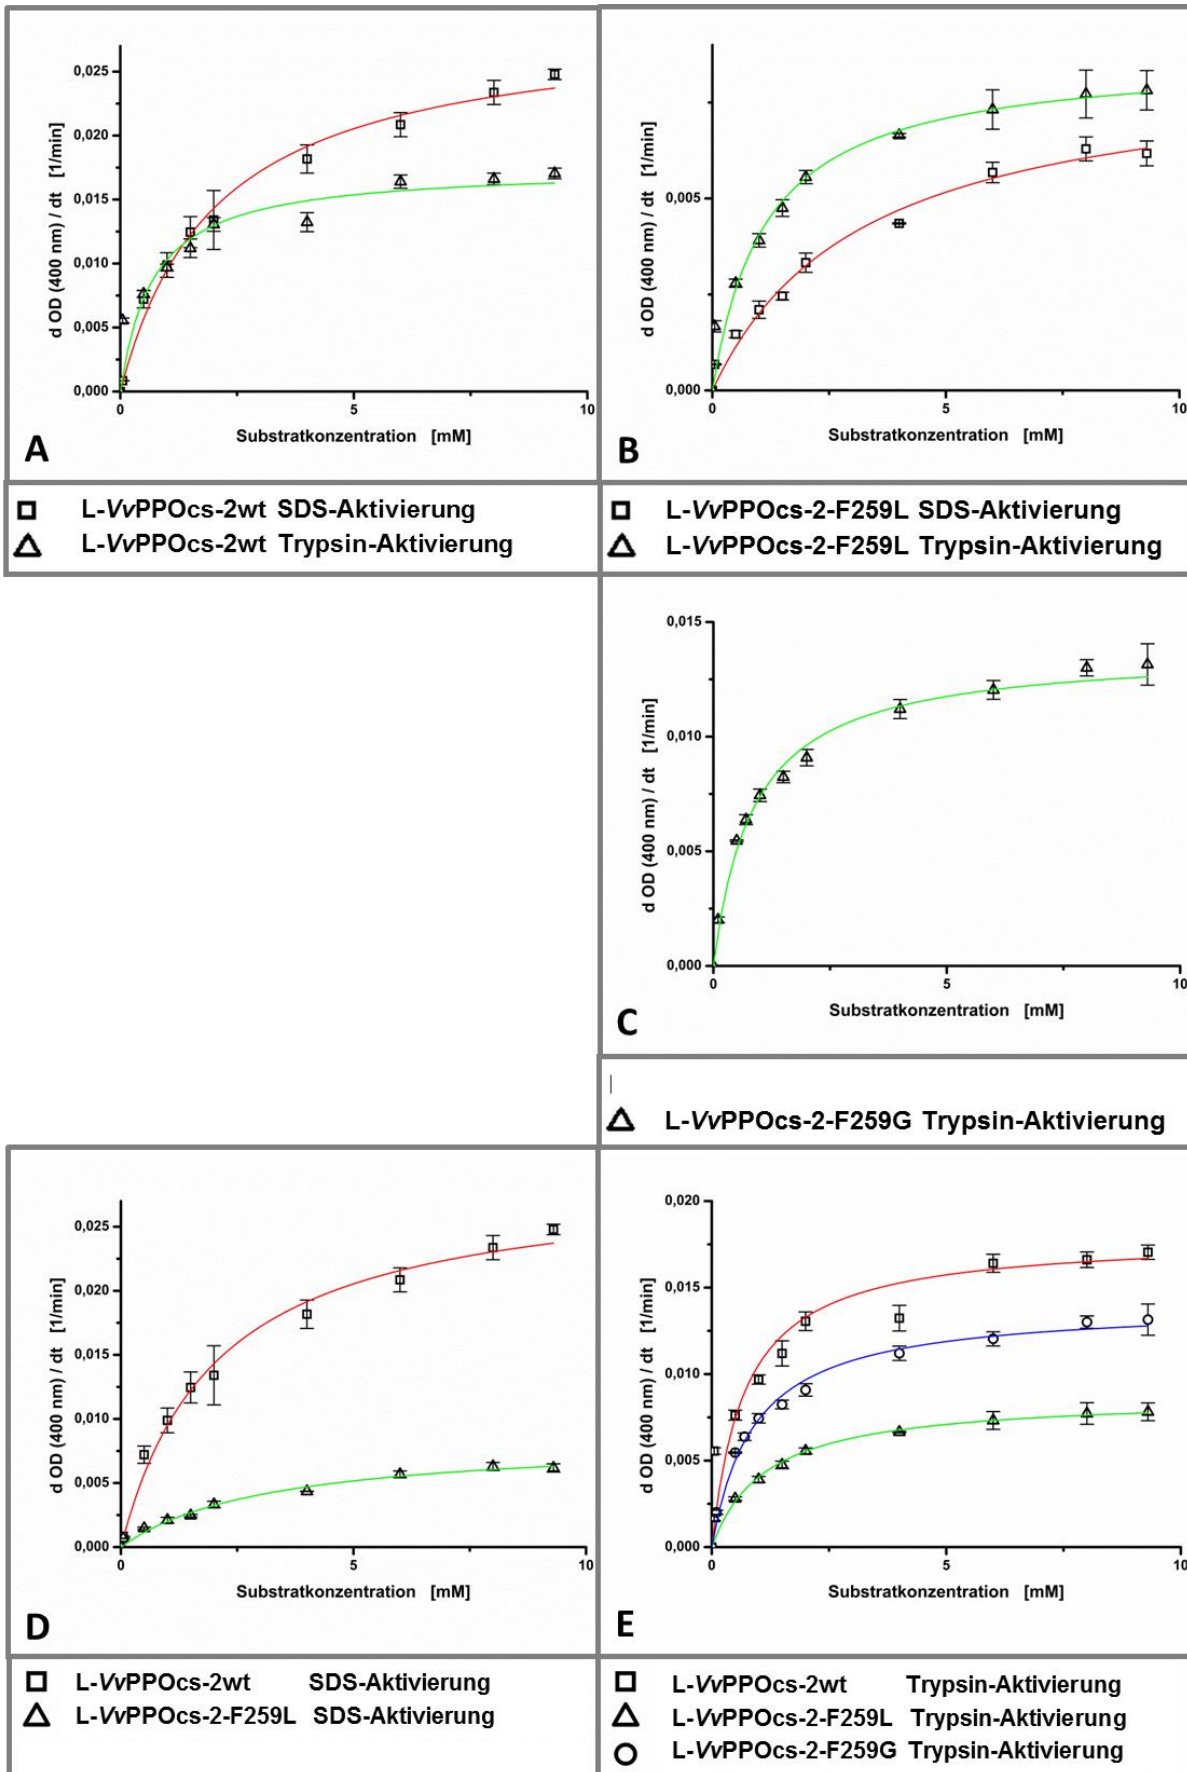 0,025
0,020
0,015
0,010
0,005
0,000
d OD (400 nm) / dt [1/min]
0 5 10
Substratkonzentration [mM]
A
0,005
0,000
d OD (400 nm) / dt [1/min]
0 5 10
Substratkonzentration [mM]
B
L-VvPPOcs-2wt SDS-Aktivierung
L-VvPPOcs-2wt Trypsin-Aktivierung
L-VvPPOcs-2-F259L SDS-Aktivierung
L-VvPPOcs-2-F259L Trypsin-Aktivierung
0,015
0,010
0,005
0,000
d OD (400 nm) / dt [1/min]
0 5 10
Substratkonzentration [mM]
C
L-VvPPOcs-2-F259G Trypsin-Aktivierung
0,025
0,020
0,015
0,010
0,005
0,000
d OD (400 nm) / dt [1/min]
0 5 10
Substratkonzentration [mM]
D
0,020
0,015
0,010
0,005
0,000
d OD (400 nm) / dt [1/min]
0 5 10
Substratkonzentration [mM]
E
L-VvPPOcs-2wt SDS-Aktivierung
L-VvPPOcs-2-F259L SDS-Aktivierung
L-VvPPOcs-2wt Trypsin-Aktivierung
L-VvPPOcs-2-F259L Trypsin-Aktivierung
L-VvPPOcs-2-F259G Trypsin-Aktivierung